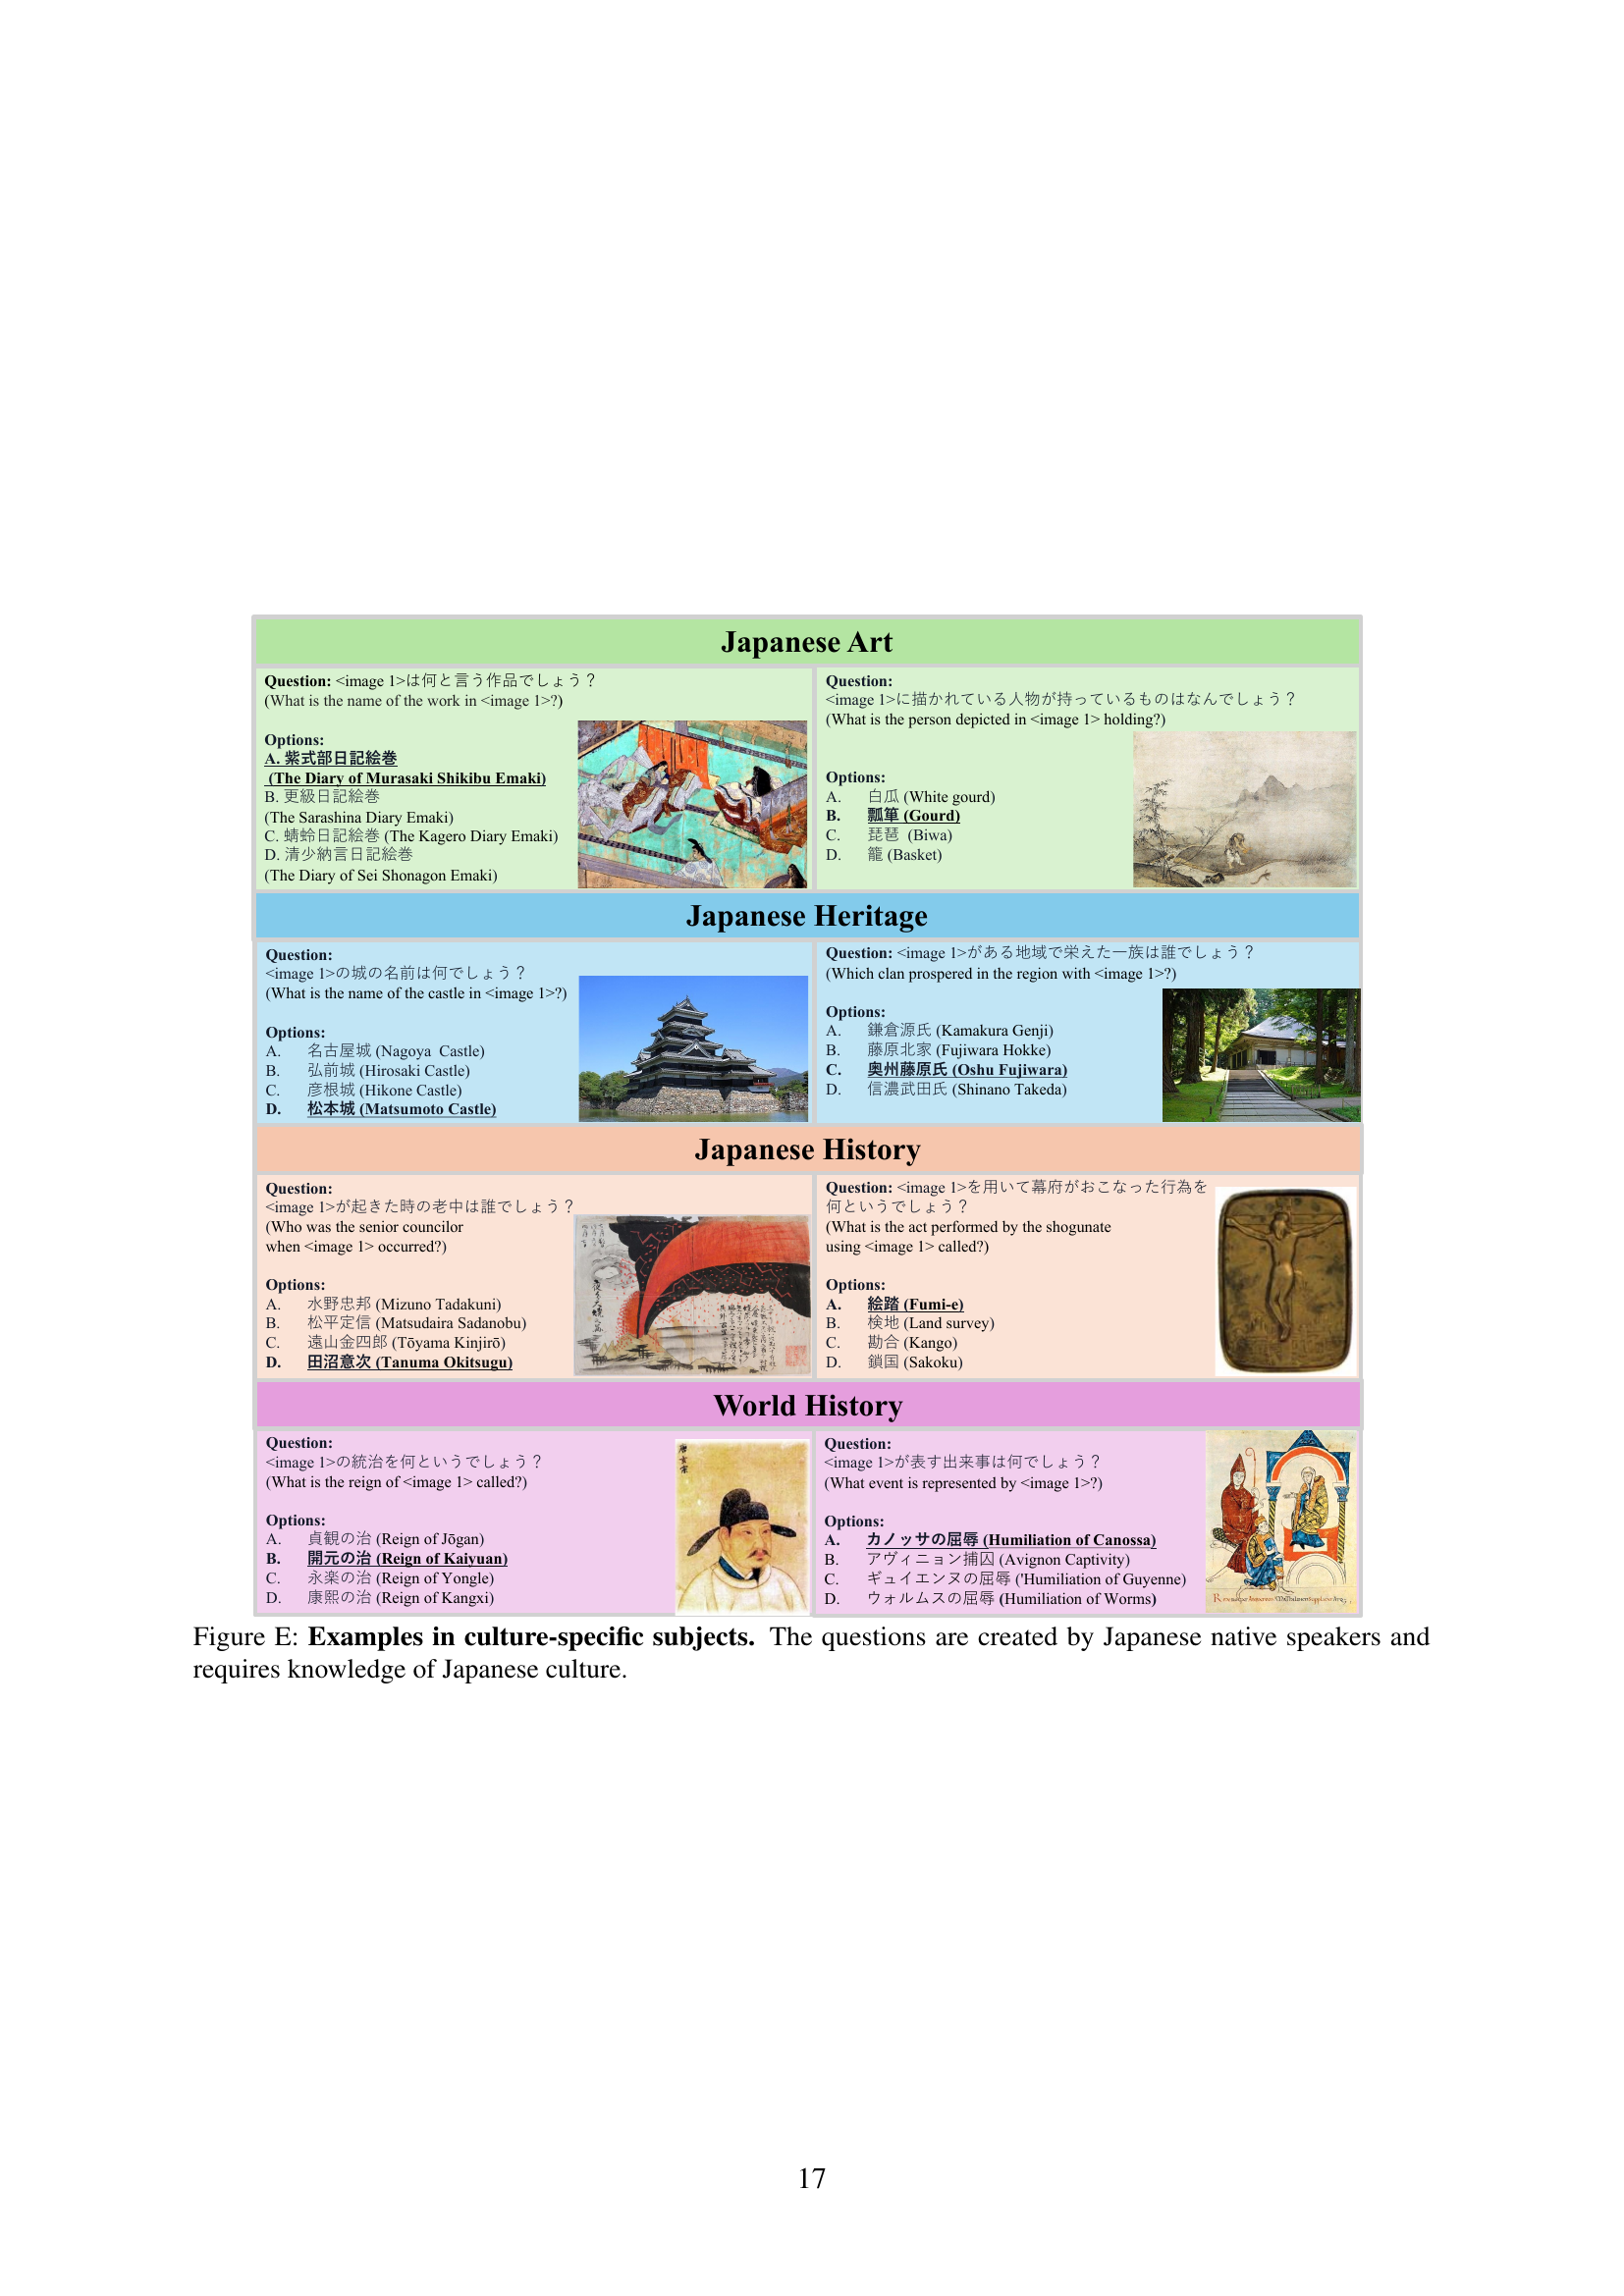 Japanese Art
Question: <image 1>は何と言う作品でしょう？
(What is the name of the work in <image 1>?)
Options:
A. 紫式部日記絵巻
(The Diary of Murasaki Shikibu Emaki)
B. 更級日記絵巻
(The Sarashina Diary Emaki)
C. 蜻蛉日記絵巻 (The Kagero Diary Emaki)
D. 清少納言日記絵巻
(The Diary of Sei Shonagon Emaki)
Question:
<image 1>に描かれている人物が持っているものはなんでしょう？
(What is the person depicted in <image 1> holding?)
Options:
A. 白瓜 (White gourd)
B. 瓢箪 (Gourd)
C. 琵琶 (Biwa)
D. 籠 (Basket)
Japanese Heritage
Question:
<image 1>の城の名前は何でしょう？
(What is the name of the castle in <image 1>?)
Options:
A. 名古屋城 (Nagoya Castle)
B. 弘前城 (Hirosaki Castle)
C. 彦根城 (Hikone Castle)
D. 松本城 (Matsumoto Castle)
Question: <image 1>がある地域で栄えた一族は誰でしょう？
(Which clan prospered in the region with <image 1>?)
Options:
A. 鎌倉源氏 (Kamakura Genji)
B. 藤原北家 (Fujiwara Hokke)
C. 奥州藤原氏 (Oshu Fujiwara)
D. 信濃武田氏 (Shinano Takeda)
Japanese History
Question:
<image 1>が起きた時の老中は誰でしょう？
(Who was the senior councilor
when <image 1> occurred?)
Options:
A. 水野忠邦 (Mizuno Tadakuni)
B. 松平定信 (Matsudaira Sadanobu)
C. 遠山金四郎 (Tōyama Kinjirō)
D. 田沼意次 (Tanuma Okitsugu)
Question: <image 1>を用いて幕府がおこなった行為を
何というでしょう？
(What is the act performed by the shogunate
using <image 1> called?)
Options:
A. 絵踏 (Fumi-e)
B. 検地 (Land survey)
C. 勘合 (Kango)
D. 鎖国 (Sakoku)
World History
Question:
<image 1>の統治を何というでしょう？
(What is the reign of <image 1> called?)
Options:
A. 貞観の治 (Reign of Jōgan)
B. 開元の治 (Reign of Kaiyuan)
C. 永楽の治 (Reign of Yongle)
D. 康熙の治 (Reign of Kangxi)
唐玄宗
Question:
<image 1>が表す出来事は何でしょう？
(What event is represented by <image 1>?)
Options:
A. カノッサの屈辱 (Humiliation of Canossa)
B. アヴィニョン捕囚 (Avignon Captivity)
C. ギュイエンヌの屈辱 ('Humiliation of Guyenne)
D. ウォルムスの屈辱 (Humiliation of Worms)
Figure E: Examples in culture-specific subjects. The questions are created by Japanese native speakers and
requires knowledge of Japanese culture.
17